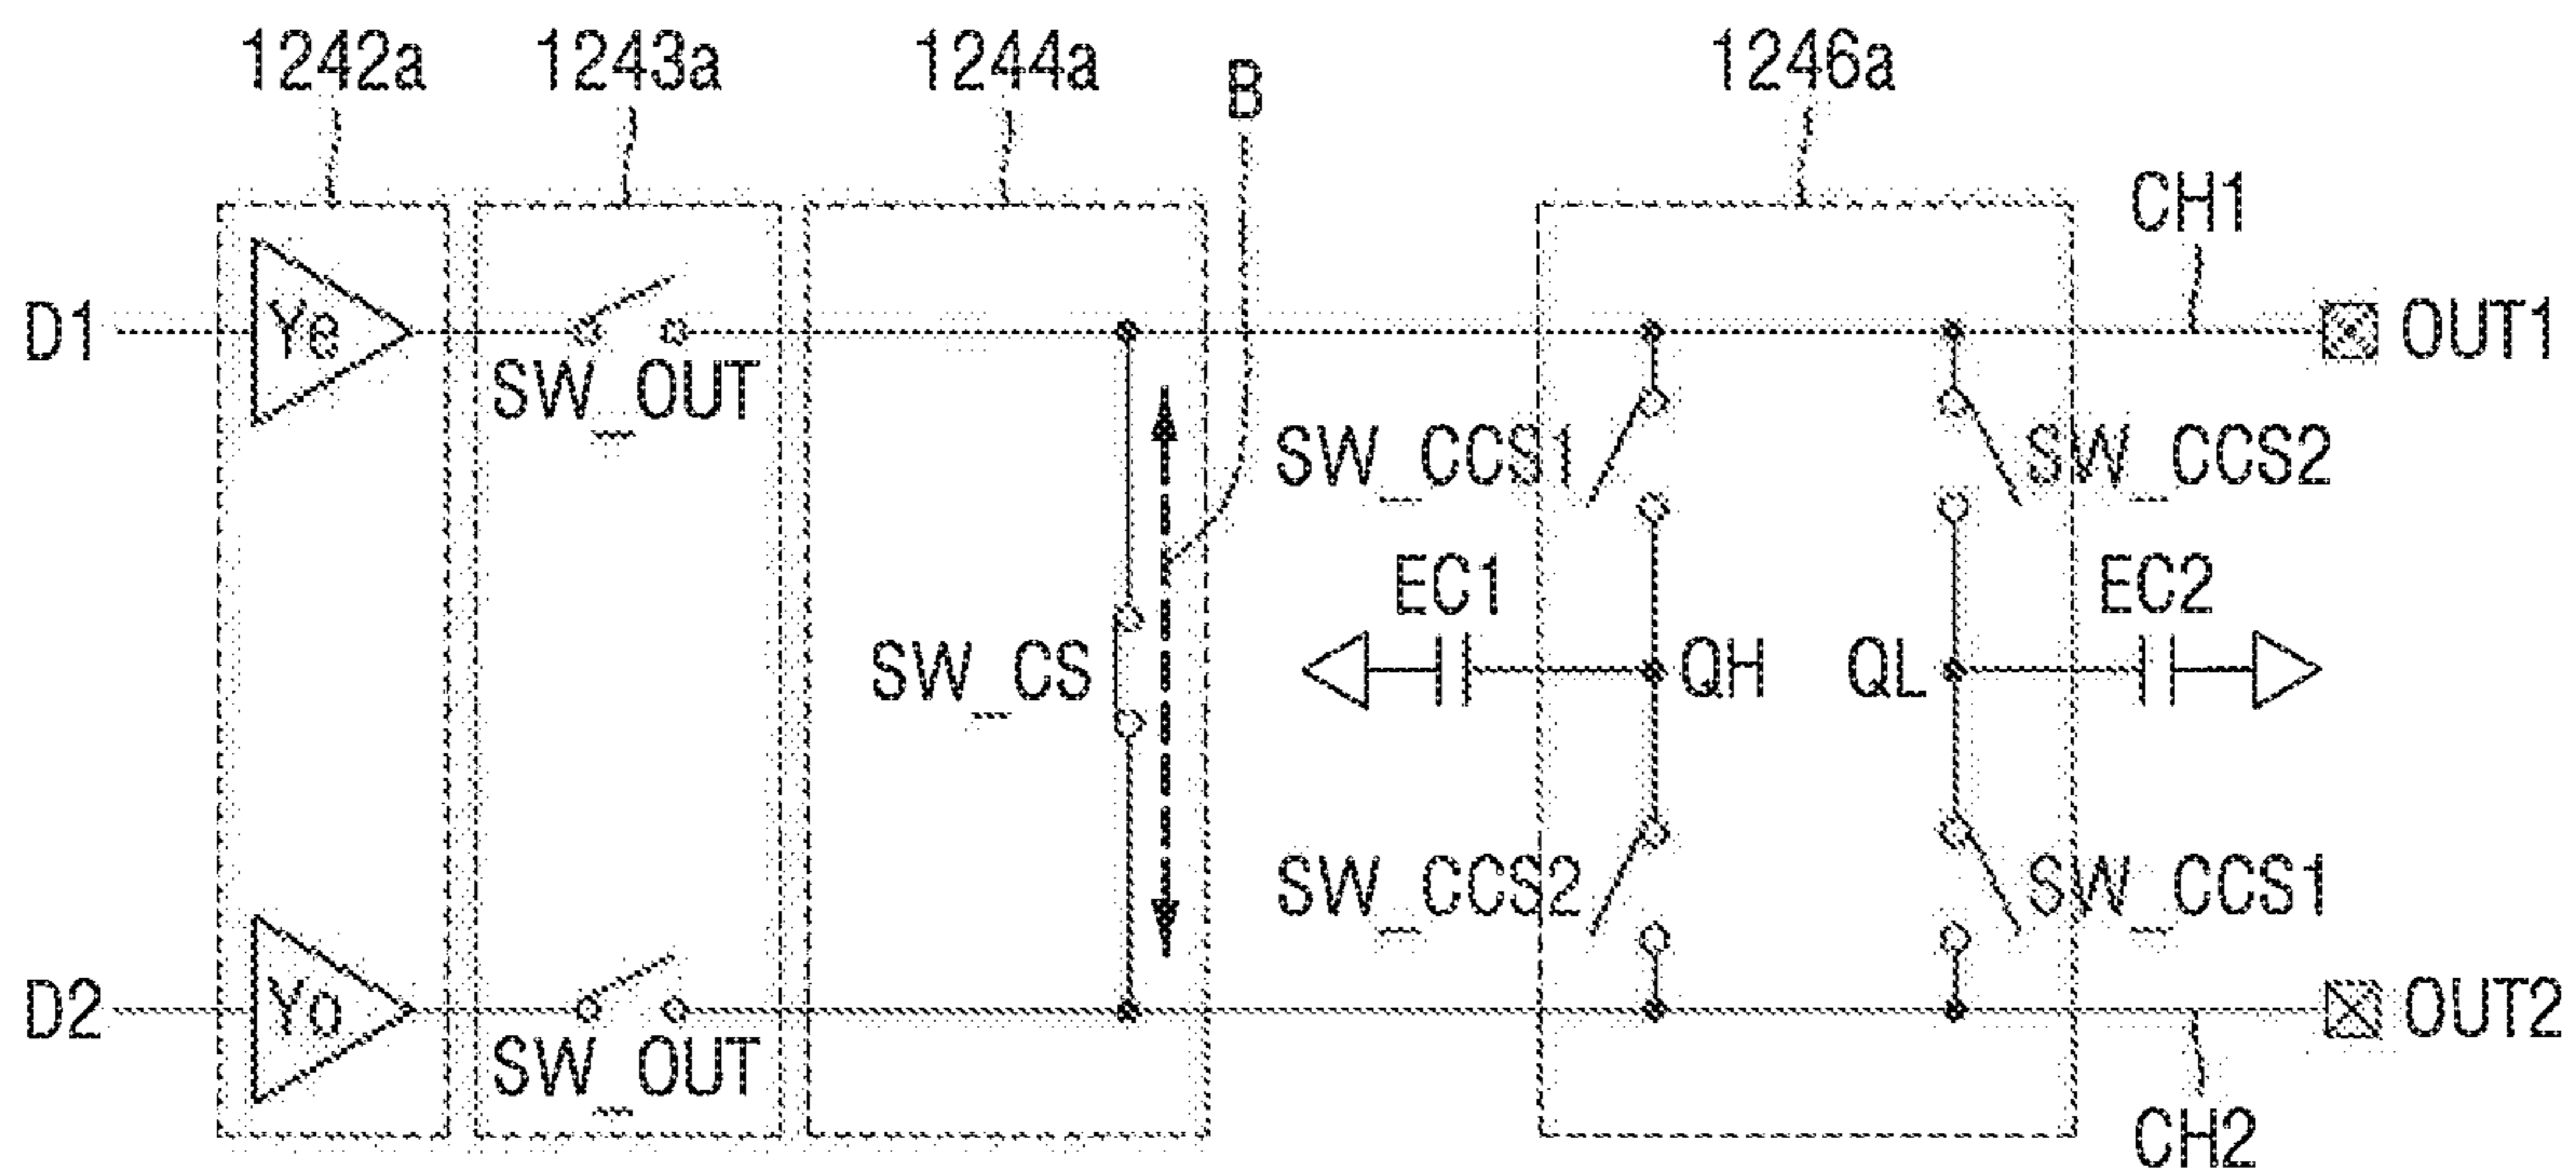 1242a 1243a 1244a B 1246a
CH1
D1 Ye SW_OUT OUT1
SW_CCS1 SW_CCS2
EC1 EC2
SW_CS QH QL
SW_CCS2 SW_CCS1
D2 Yo SW_OUT OUT2
CH2